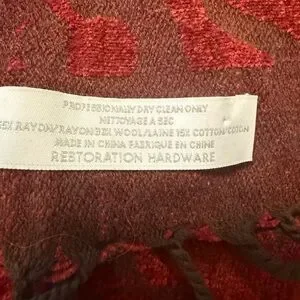 PROFESSIONALLY DRY CLEAN ONLY
NETTOYAGE A SEC
RAYON/RAYON 35% WOOL/LAINE 15% COTTON/COTON
MADE IN CHINA FABRIQUE EN CHINE
RESTORATION HARDWARE